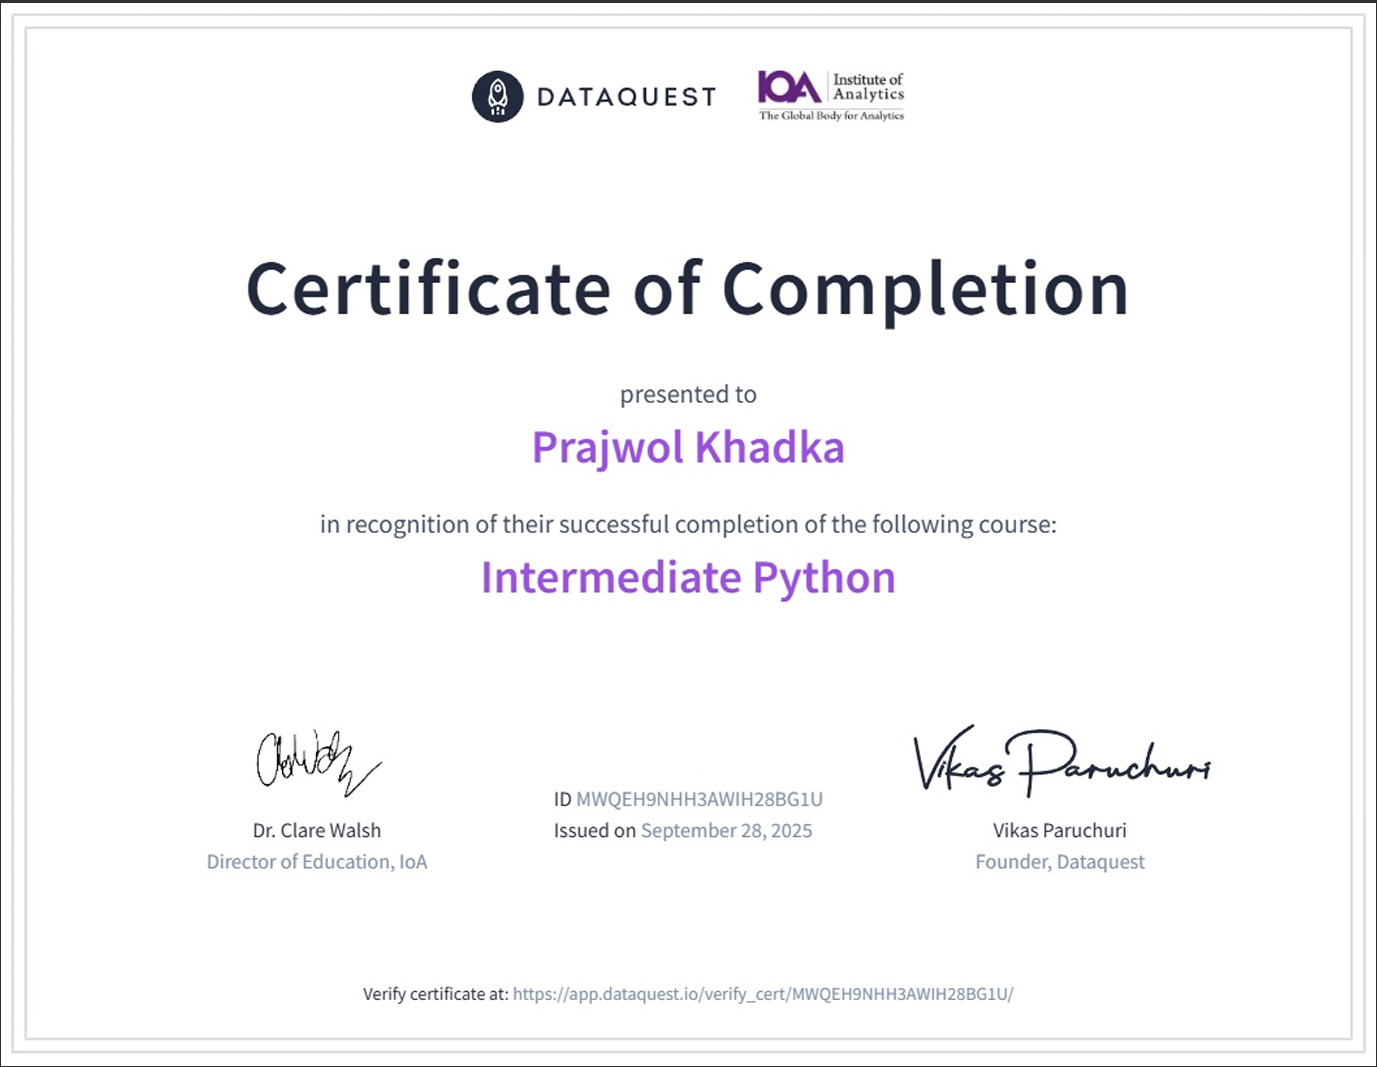 DATAQUEST
IOA Institute of Analytics
The Global Body for Analytics
Certificate of Completion
presented to
Prajwol Khadka
in recognition of their successful completion of the following course:
Intermediate Python
Vikas Paruchuri
ID MWQEH9NHH3AWIH28BG1U
Dr. Clare Walsh
Issued on September 28, 2025
Vikas Paruchuri
Director of Education, IoA
Founder, Dataquest
Verify certificate at: https://app.dataquest.io/verify_cert/MWQEH9NHH3AWIH28BG1U/